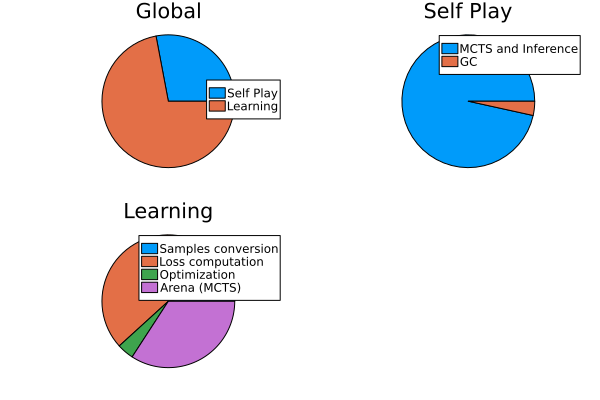 Global
Self Play
Learning
Self Play
MCTS and Inference
GC
Learning
Samples conversion
Loss computation
Optimization
Arena (MCTS)